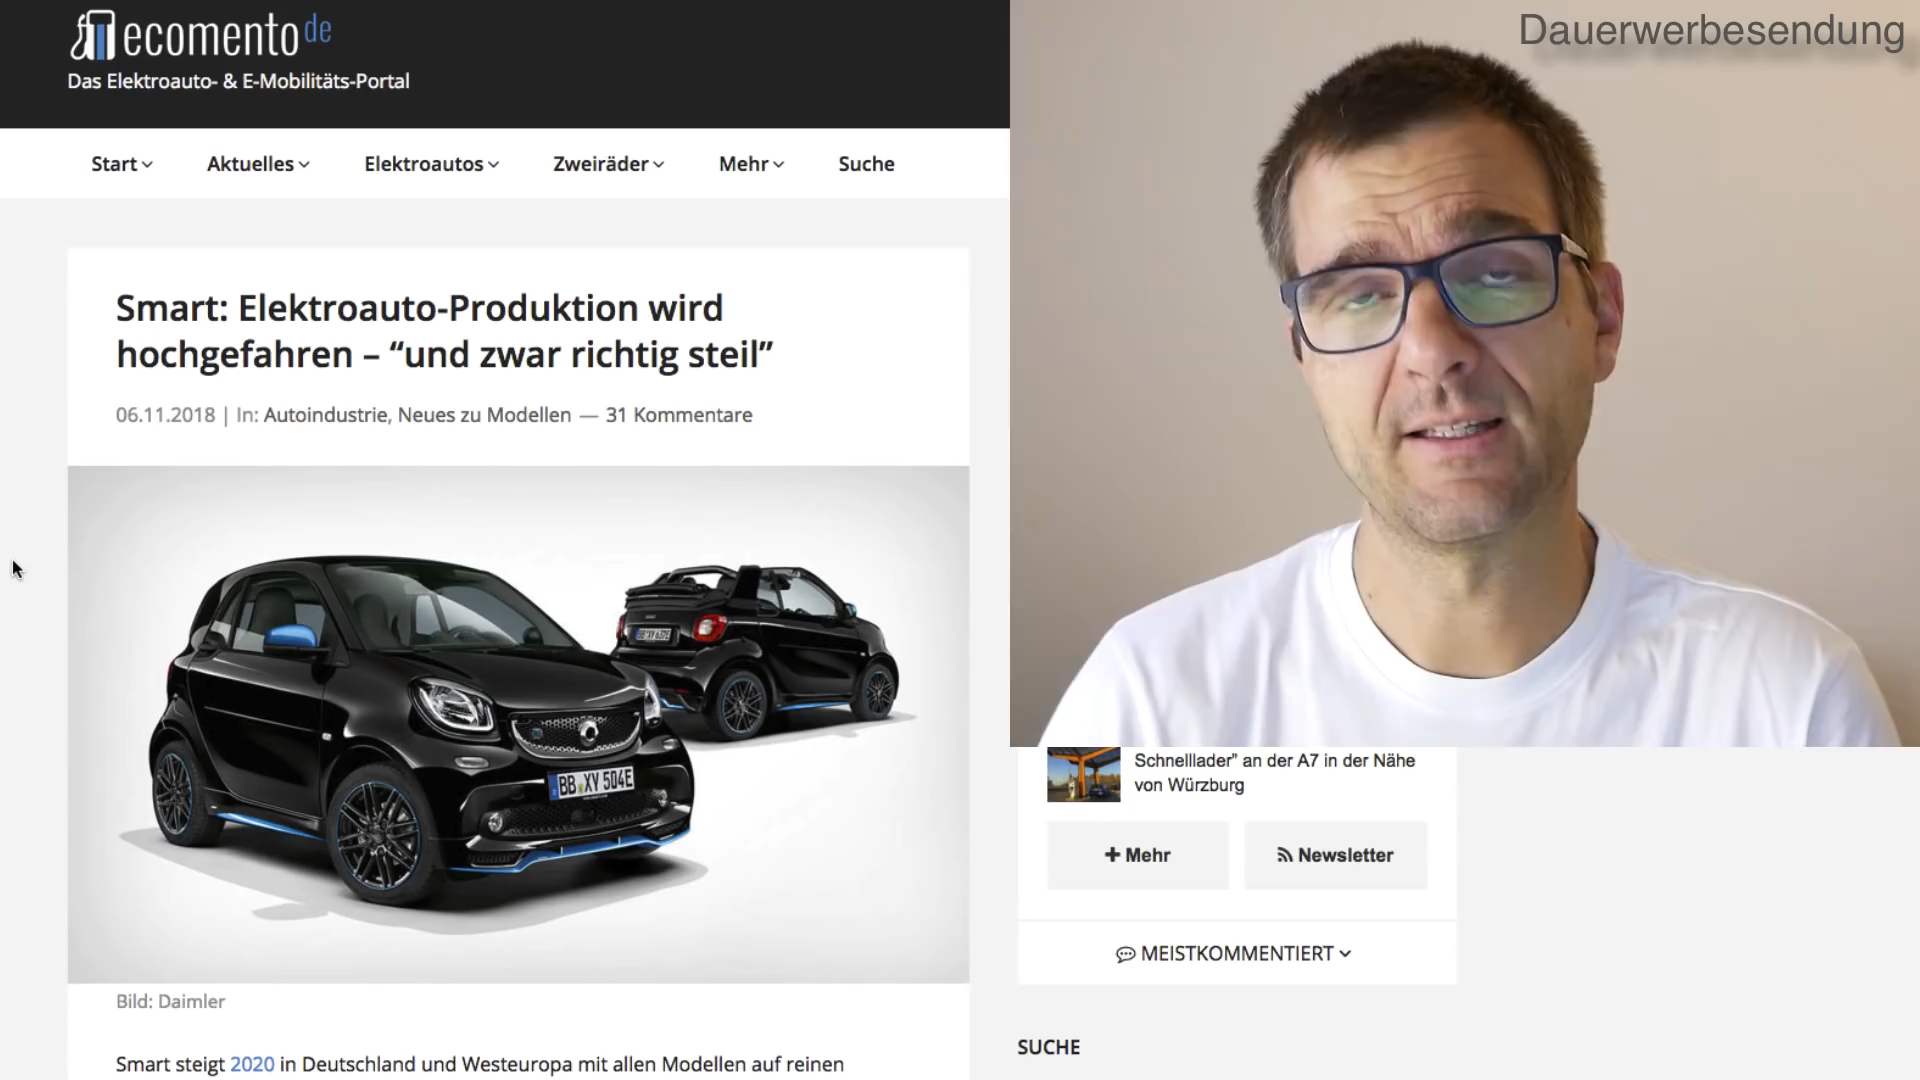 ecomento de
Das Elektroauto- & E-Mobilitäts-Portal
Dauerwerbesendung
Start
Aktuelles
Elektroautos
Zweiräder
Mehr
Suche
Smart: Elektroauto-Produktion wird
hochgefahren – “und zwar richtig steil”
06.11.2018 | In: Autoindustrie, Neues zu Modellen — 31 Kommentare
BB XY 504E
Bild: Daimler
Smart steigt 2020 in Deutschland und Westeuropa mit allen Modellen auf reinen
Schnelllader” an der A7 in der Nähe
von Würzburg
Mehr
Newsletter
MEISTKOMMENTIERT
SUCHE